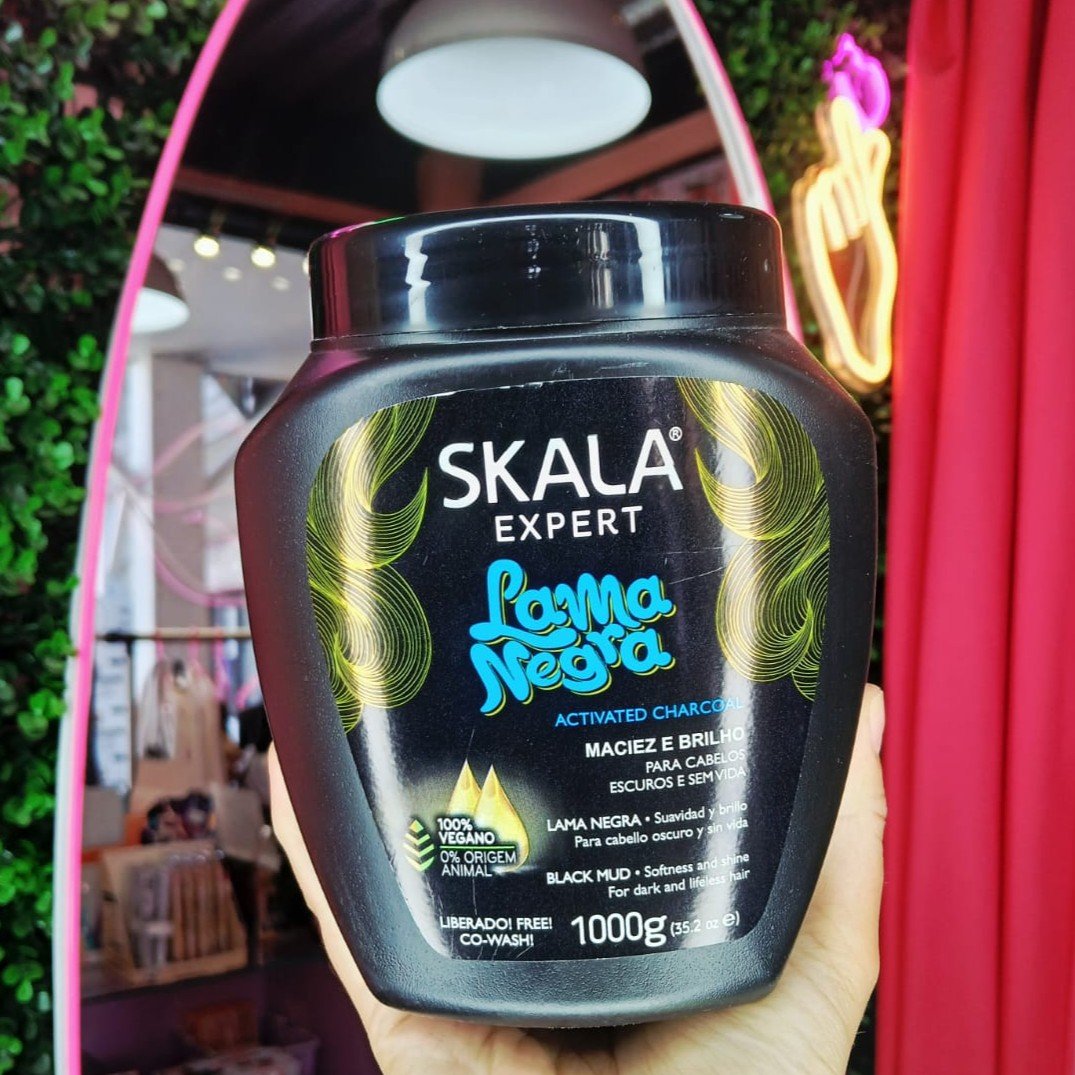 SKALA®
EXPERT
Lama
Negra
ACTIVATED CHARCOAL
MACIEZ E BRILHO
PARA CABELOS
ESCUROS E SEM VIDA
100%
VEGANO
0% ORIGEM
ANIMAL
LAMA NEGRA • Suavidad y brillo
Para cabello oscuro y sin vida
BLACK MUD • Softness and shine
For dark and lifeless hair
LIBERADO! FREE!
CO-WASH!
1000g (35.2 oz e)